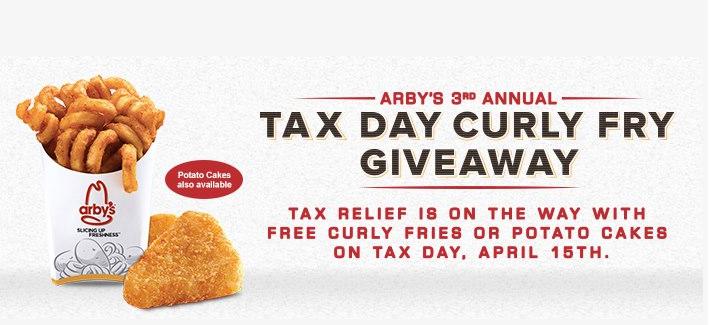 ARBY'S 3RD ANNUAL
TAX DAY CURLY FRY
GIVEAWAY
Potato Cakes
also available
arby's
SLICING UP
FRESHNESS™
TAX RELIEF IS ON THE WAY WITH
FREE CURLY FRIES OR POTATO CAKES
ON TAX DAY, APRIL 15TH.